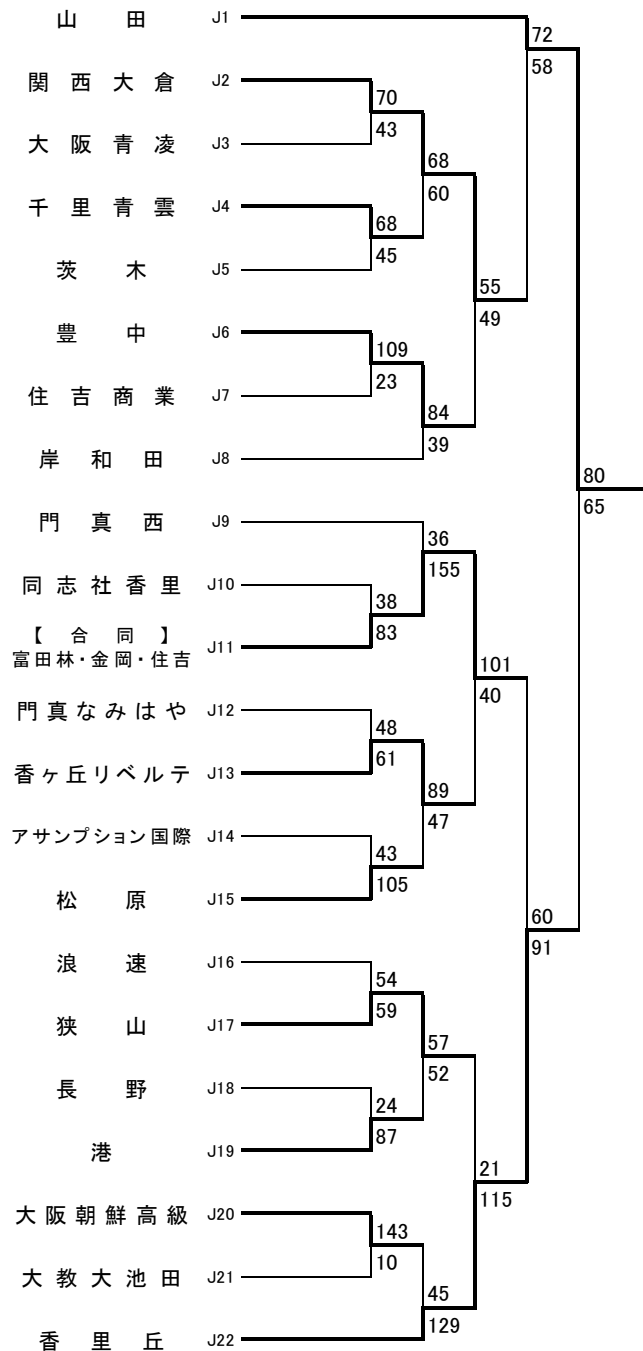 山田 J1
72
58
関西大倉 J2
70
43
大阪青凌 J3
68
60
千里青雲 J4
68
45
茨木 J5
55
49
豊中 J6
109
23
住吉商業 J7
84
39
岸和田 J8
80
65
門真西 J9
36
155
同志社香里 J10
38
83
【合同】
富田林・金岡・住吉 J11
101
40
門真なみはや J12
48
61
香ヶ丘リベルテ J13
89
47
アサンプション国際 J14
43
105
松原 J15
60
91
浪速 J16
54
59
狭山 J17
57
52
長野 J18
24
87
港 J19
21
115
大阪朝鮮高級 J20
143
10
大教大池田 J21
45
129
香里丘 J22